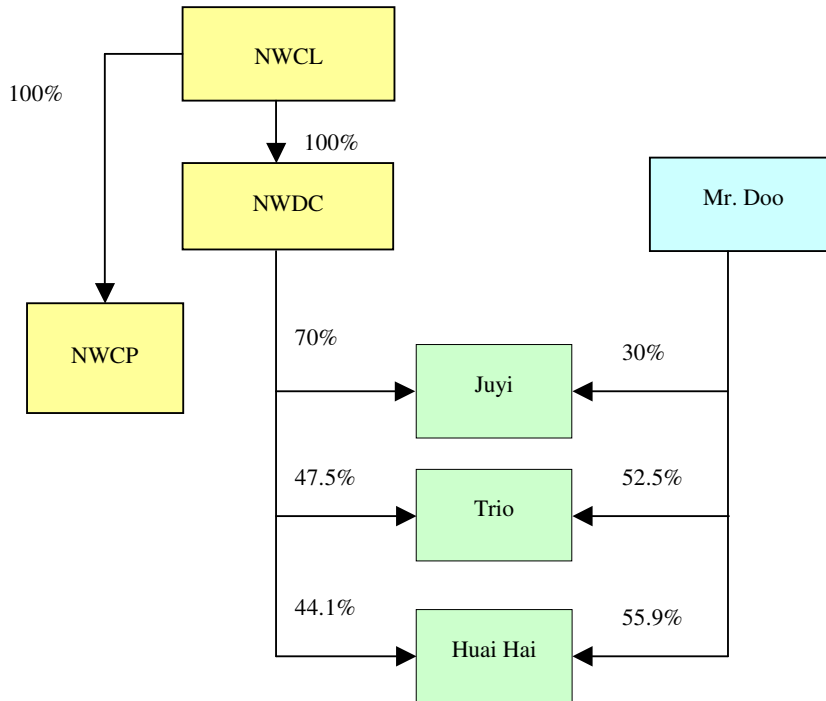 NWCL
100%
100%
NWDC
Mr. Doo
NWCP
70%
30%
Juyi
47.5%
52.5%
Trio
44.1%
55.9%
Huai Hai